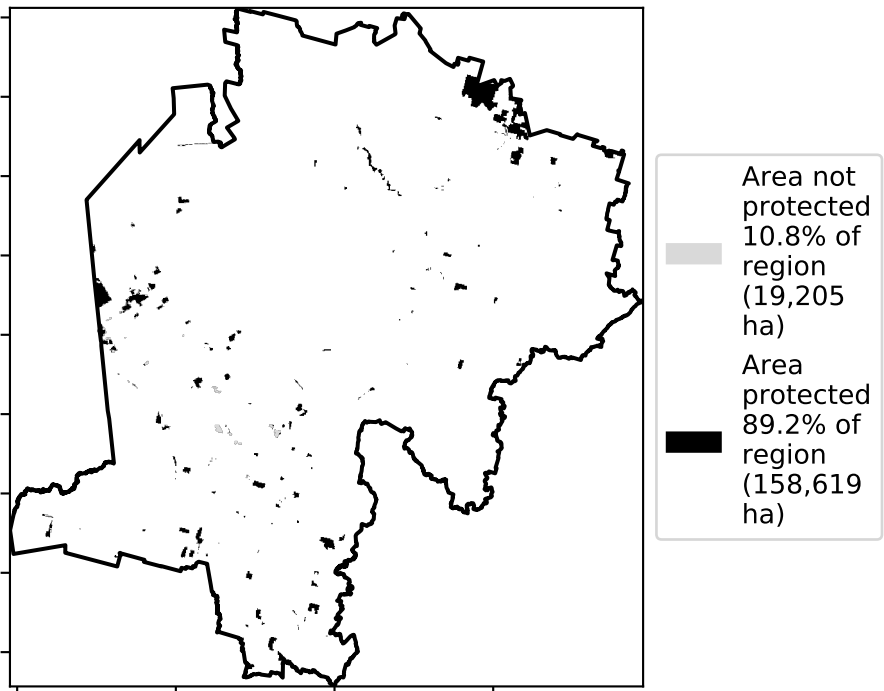 Area not
protected
10.8% of
region
(19,205
ha)
Area
protected
89.2% of
region
(158,619
ha)